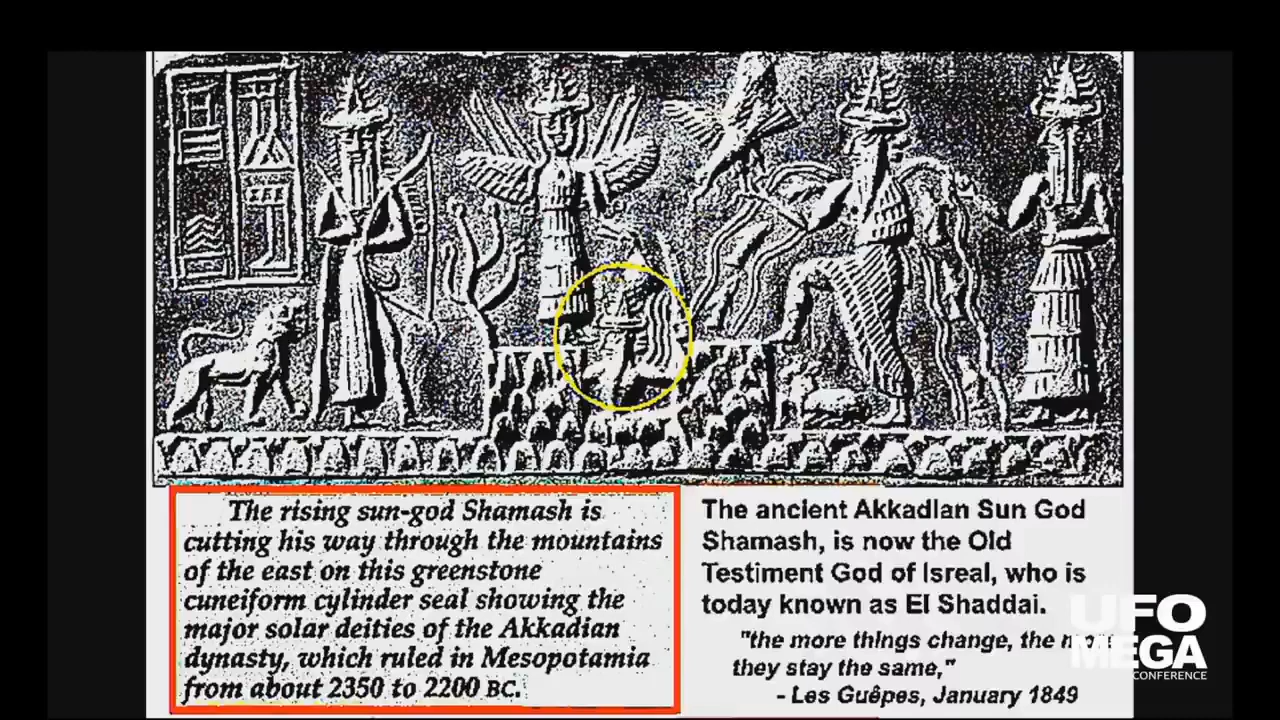 The rising sun-god Shamash is
cutting his way through the mountains
of the east on this greenstone
cuneiform cylinder seal showing the
major solar deities of the Akkadian
dynasty, which ruled in Mesopotamia
from about 2350 to 2200 BC.
The ancient Akkadian Sun God
Shamash, is now the Old
Testiment God of Isreal, who is
today known as El Shaddai.
"the more things change, the
they stay the same,"
- Les Guêpes, January 1849
UFO
MEGA
CONFERENCE